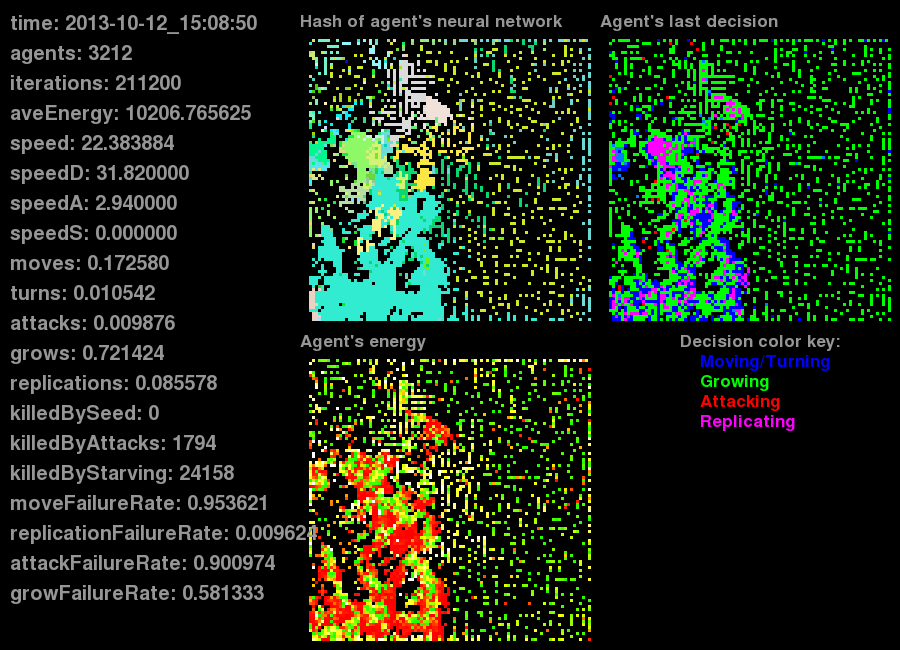 time: 2013-10-12_15:08:50
agents: 3212
iterations: 211200
aveEnergy: 10206.765625
speed: 22.383884
speedD: 31.820000
speedA: 2.940000
speedS: 0.000000
moves: 0.172580
turns: 0.010542
attacks: 0.009876
grows: 0.721424
replications: 0.085578
killedBySeed: 0
killedByAttacks: 1794
killedByStarving: 24158
moveFailureRate: 0.953621
replicationFailureRate: 0.009624
attackFailureRate: 0.900974
growFailureRate: 0.581333
Hash of agent's neural network
Agent's last decision
Agent's energy
Decision color key:
Moving/Turning
Growing
Attacking
Replicating